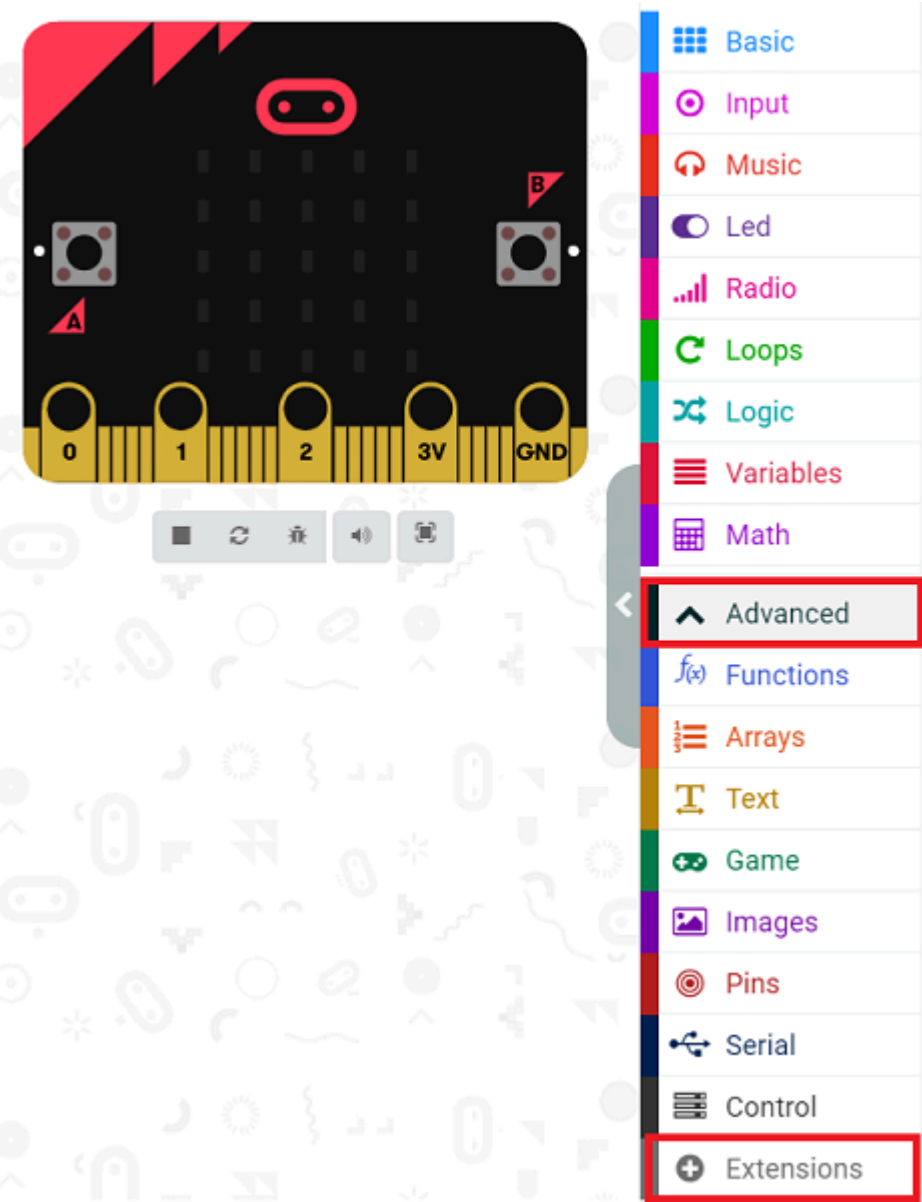 B
A
0 1 2 3V GND
Basic
Input
Music
Led
Radio
Loops
Logic
Variables
Math
Advanced
f(x) Functions
Arrays
Text
Game
Images
Pins
Serial
Control
Extensions